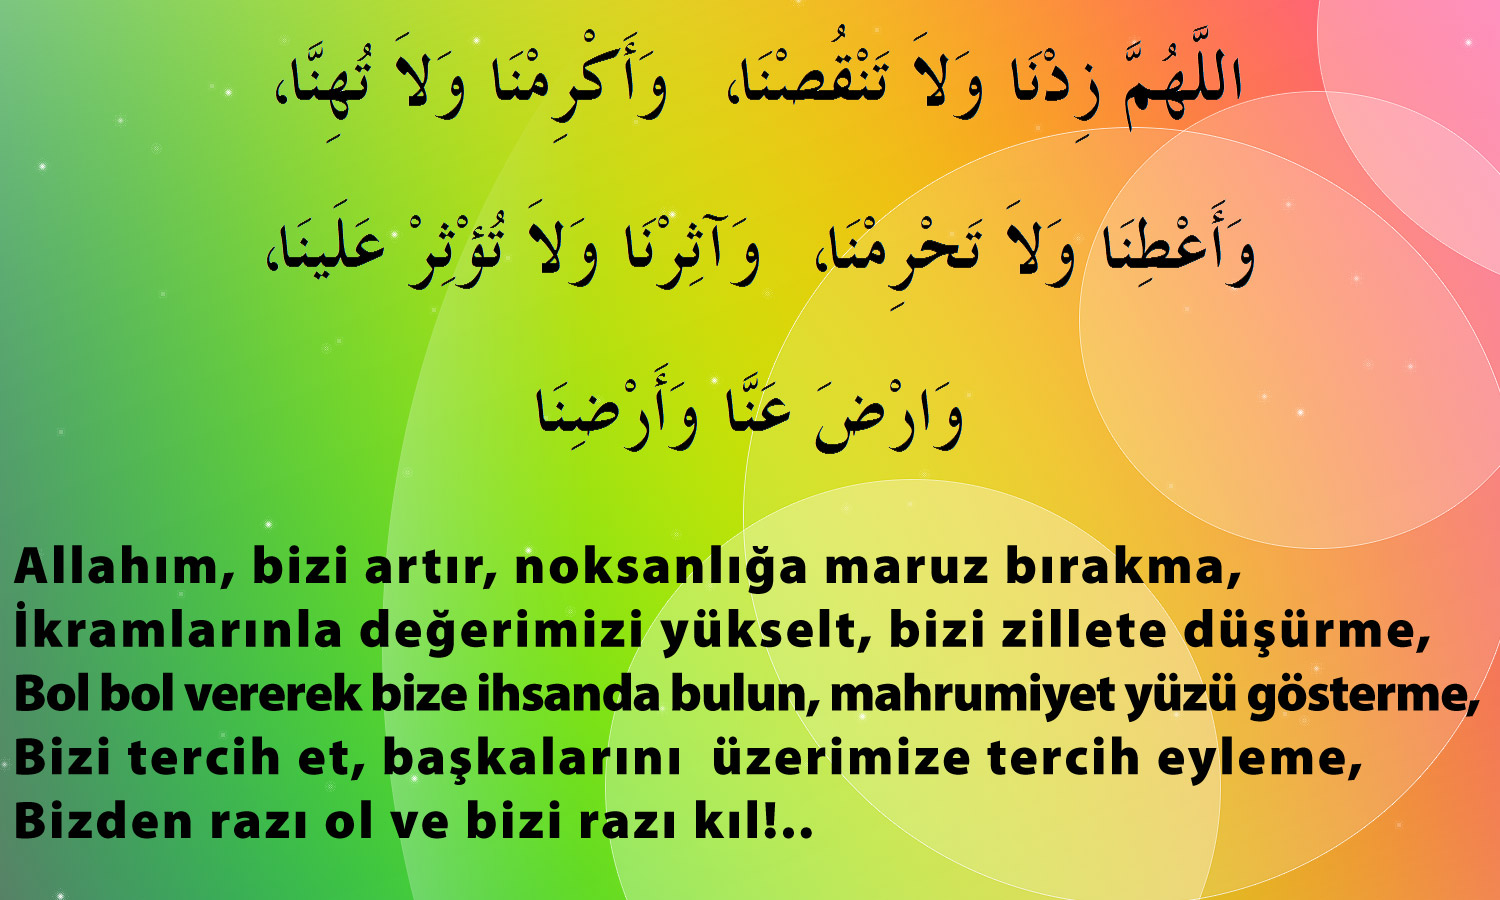 اللَّهُمَّ زِدْنَا وَلاَ تَنْقُصْنَا، وَأَكْرِمْنَا وَلاَ تُهِنَّا،
وَأَعْطِنَا وَلاَ تَحْرِمْنَا، وَآثِرْنَا وَلاَ تُؤْثِرْ عَلَينَا،
وَارْضَ عَنَّا وَأَرْضِنَا
Allahım, bizi artır, noksanlığa maruz bırakma,
İkramlarınla değerimizi yükselt, bizi zillete düşürme,
Bol bol vererek bize ihsanda bulun, mahrumiyet yüzü gösterme,
Bizi tercih et, başkalarını üzerimize tercih eyleme,
Bizden razı ol ve bizi razı kıl!..